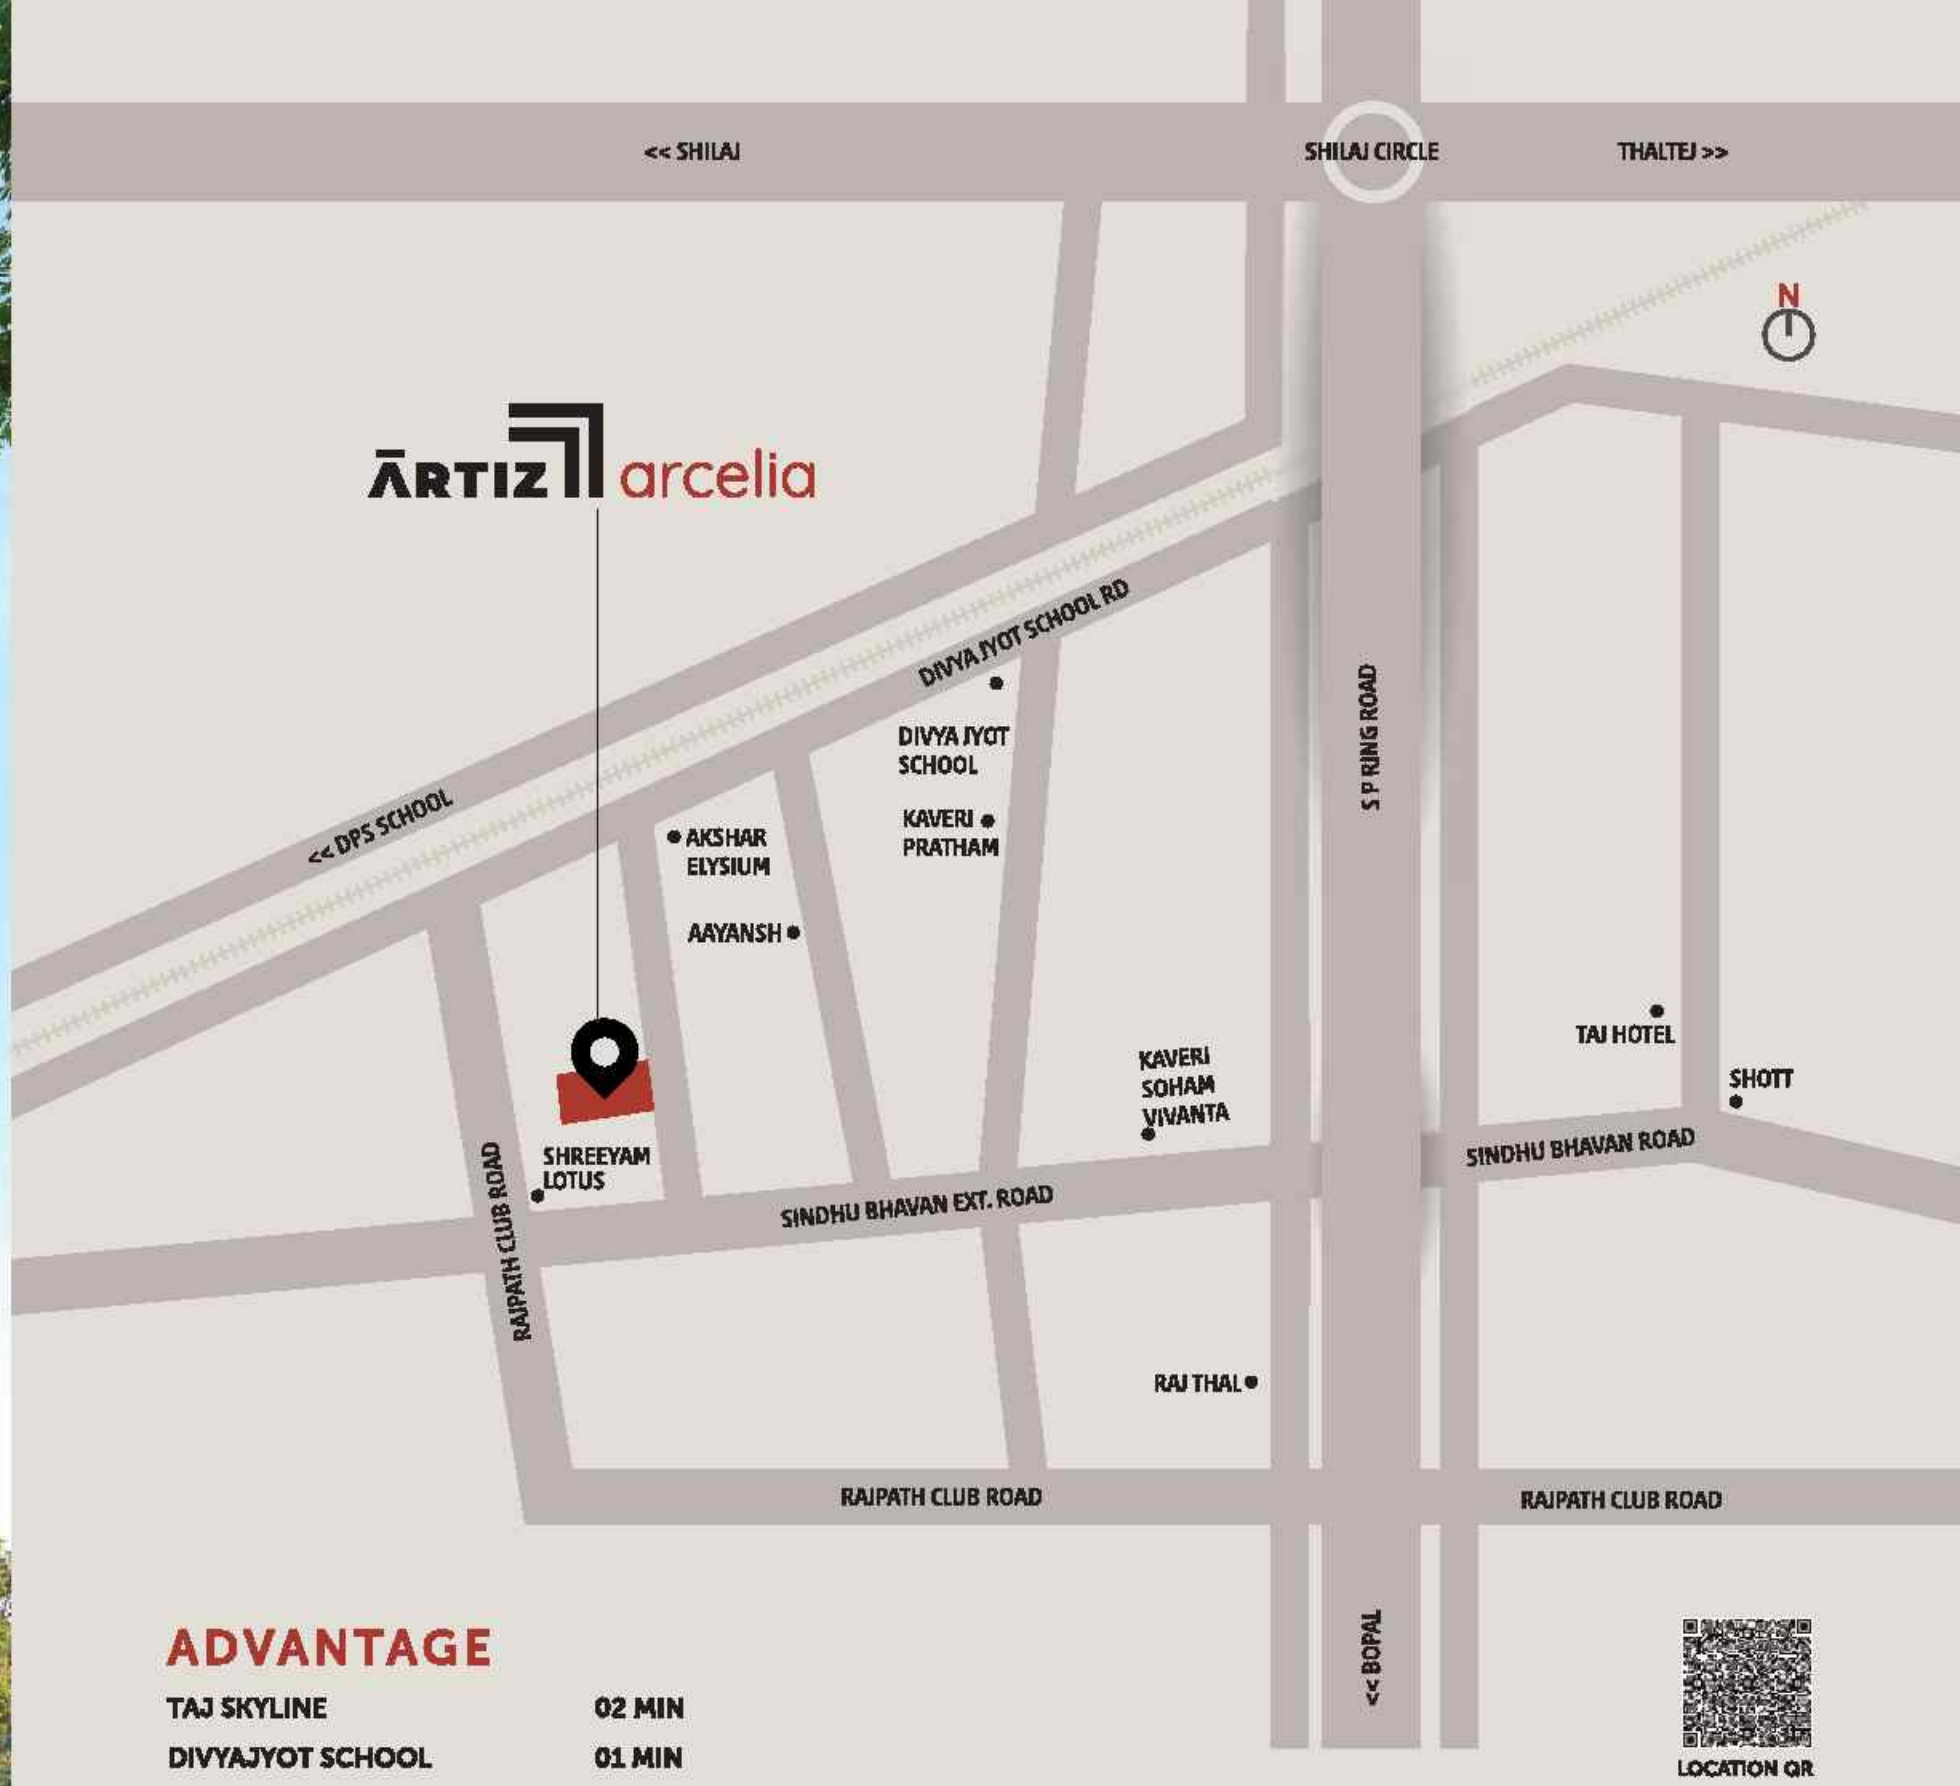 << SHILAJ
SHILAJ CIRCLE
THALTEJ >>
N
ĀRTIZ arcelia
DIVYA JYOT SCHOOL RD
<< DPS SCHOOL
DIVYA JYOT
SCHOOL
KAVERI
PRATHAM
AKSHAR
ELYSIUM
AAYANSH
S P RING ROAD
TAJ HOTEL
SHOTT
KAVERI
SOHAM
VIVANTA
SINDHU BHAVAN ROAD
SHREEYAM
LOTUS
RAJPATH CLUB ROAD
SINDHU BHAVAN EXT. ROAD
RAJ THAL
RAJPATH CLUB ROAD
RAJPATH CLUB ROAD
<< BOPAL
ADVANTAGE
TAJ SKYLINE 02 MIN
DIVYAJYOT SCHOOL 01 MIN
LOCATION QR